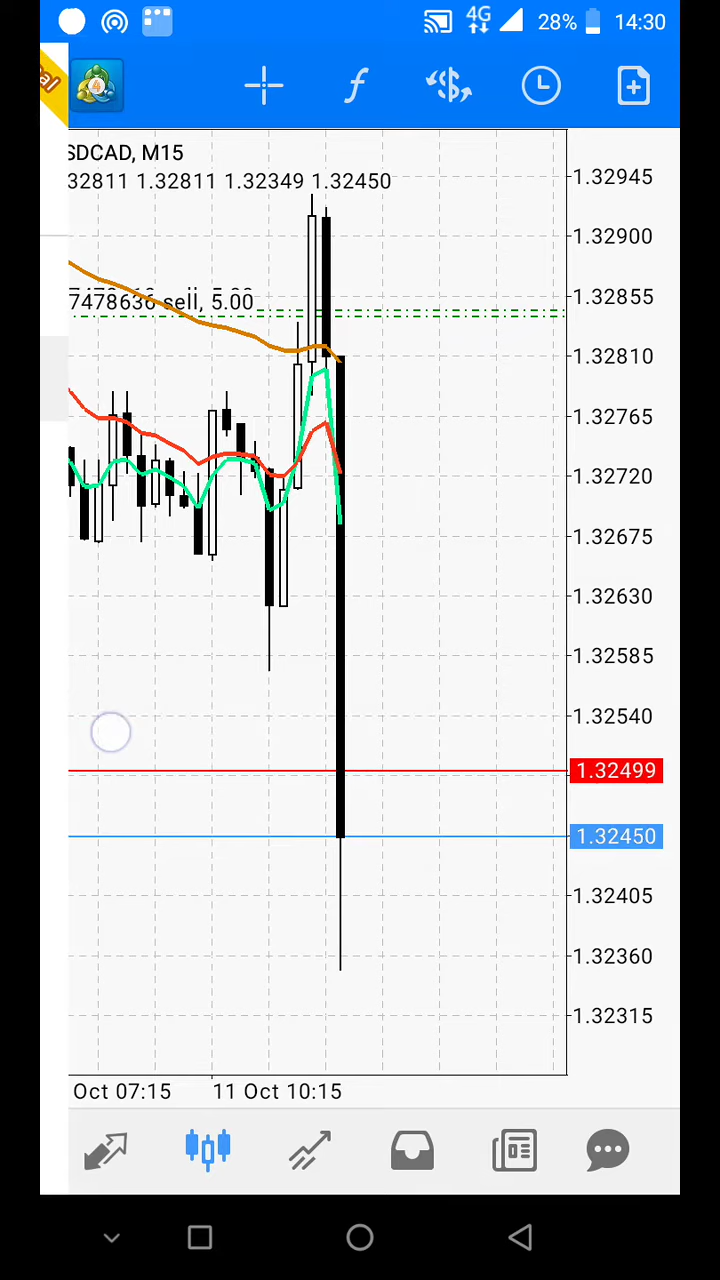 4G 28% 14:30
al
4
SDCAD, M15
32811 1.32811 1.32349 1.32450
7478636 sell, 5.00
1.32945
1.32900
1.32855
1.32810
1.32765
1.32720
1.32675
1.32630
1.32585
1.32540
1.32499
1.32450
1.32405
1.32360
1.32315
Oct 07:15 11 Oct 10:15